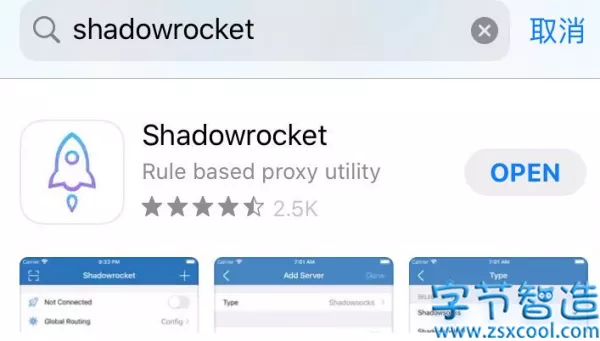 shadowrocket
取消
Shadowrocket
Rule based proxy utility
OPEN
2.5K
Carrier 9:33 PM
Shadowrocket
Not Connected
Global Routing Config
Carrier 7:01 AM
Add Server Done
Type Shadowsocks
Carrier 7:01 AM
Type
Shadowsocks
字节智造
www.zsxcool.com